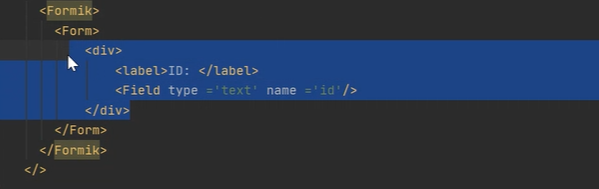 <Formik>
<Form>
<div>
<label>ID: </label>
<Field type ='text' name ='id'/>
</div>
</Form>
</Formik>
</>